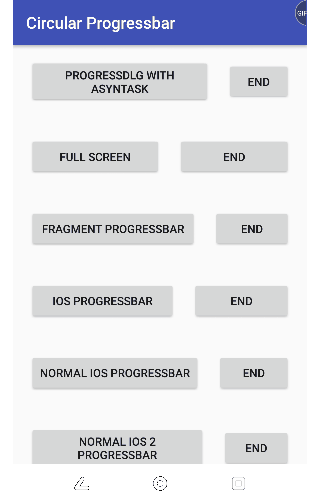 Circular Progressbar
GIF
PROGRESSDLG WITH
ASYNTASK
END
FULL SCREEN
END
FRAGMENT PROGRESSBAR
END
IOS PROGRESSBAR
END
NORMAL IOS PROGRESSBAR
END
NORMAL IOS 2
PROGRESSBAR
END